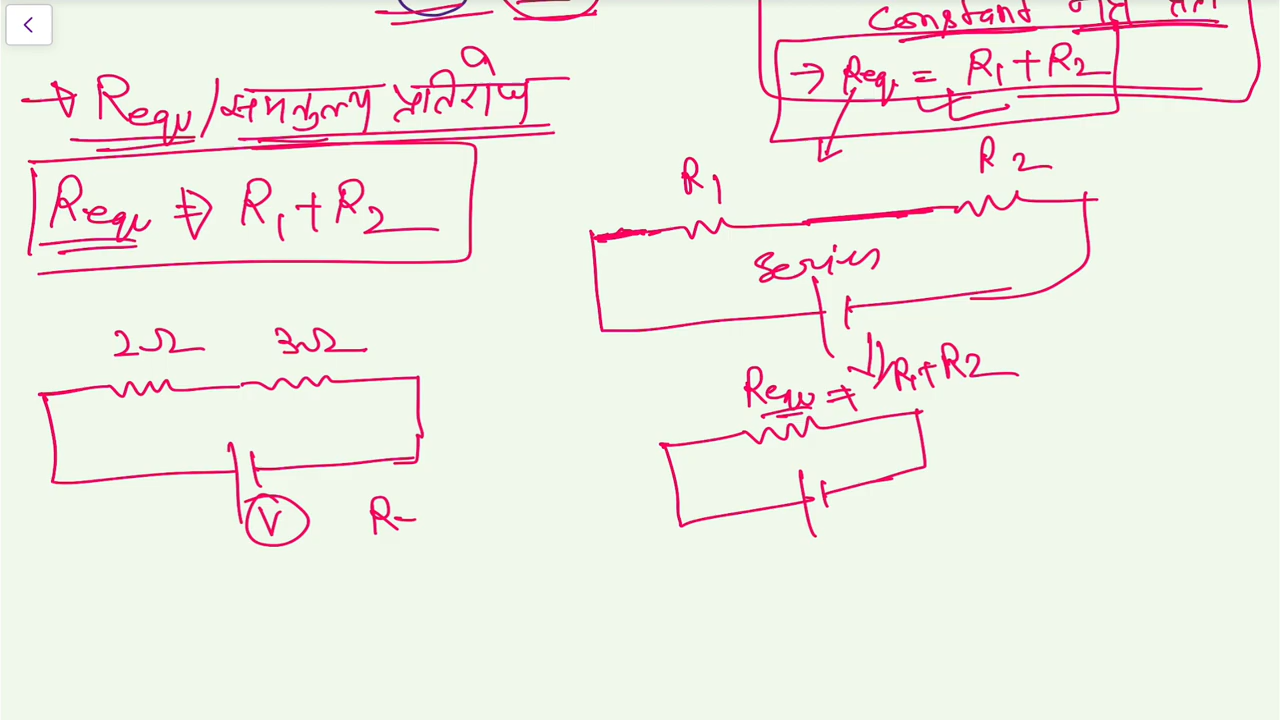 Constant
→ Req = R1 + R2
→ Requ / समतुल्य प्रतिरोध
Requ ⇒ R1 + R2
R1 R2
Series
2Ω 3Ω
Requ ⇒ R1 + R2
V
R-